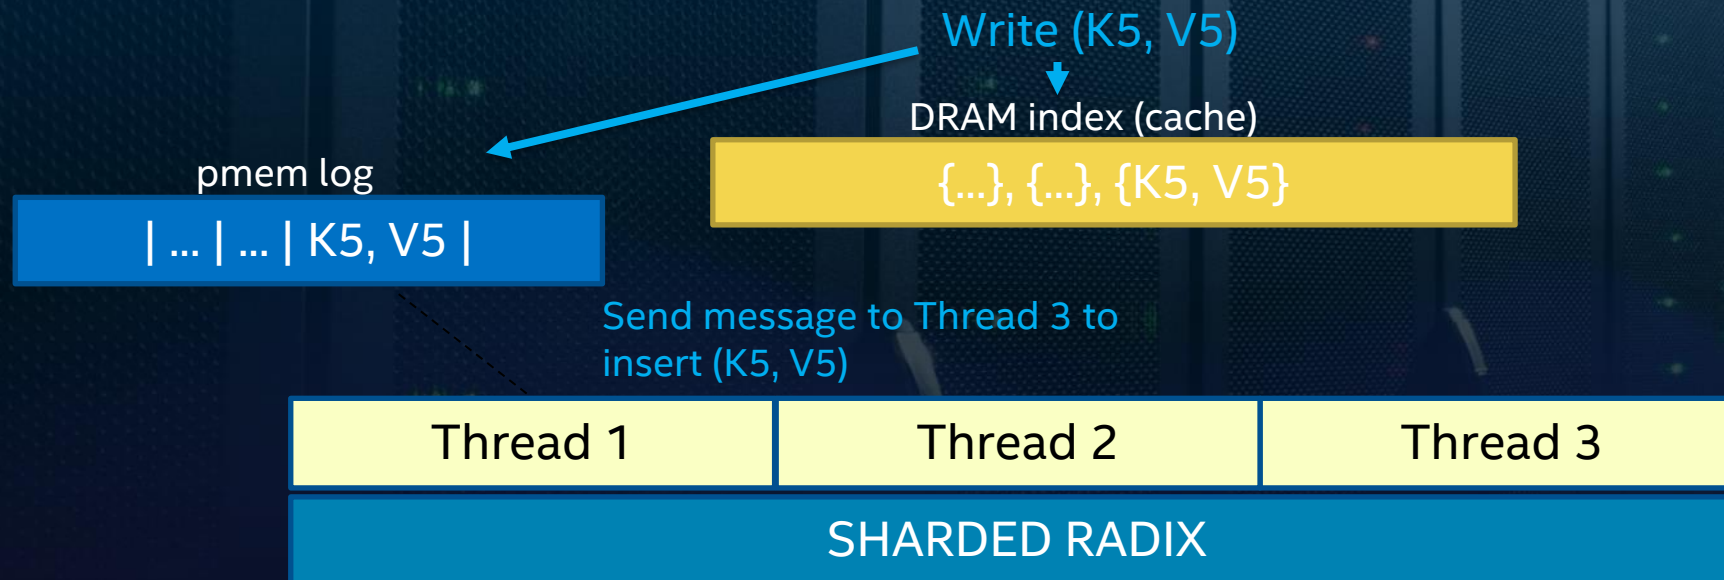 Write (K5, V5)
DRAM index (cache)
{...}, {...}, {K5, V5}
pmem log
| ... | ... | K5, V5 |
Send message to Thread 3 to
insert (K5, V5)
Thread 1
Thread 2
Thread 3
SHARDED RADIX